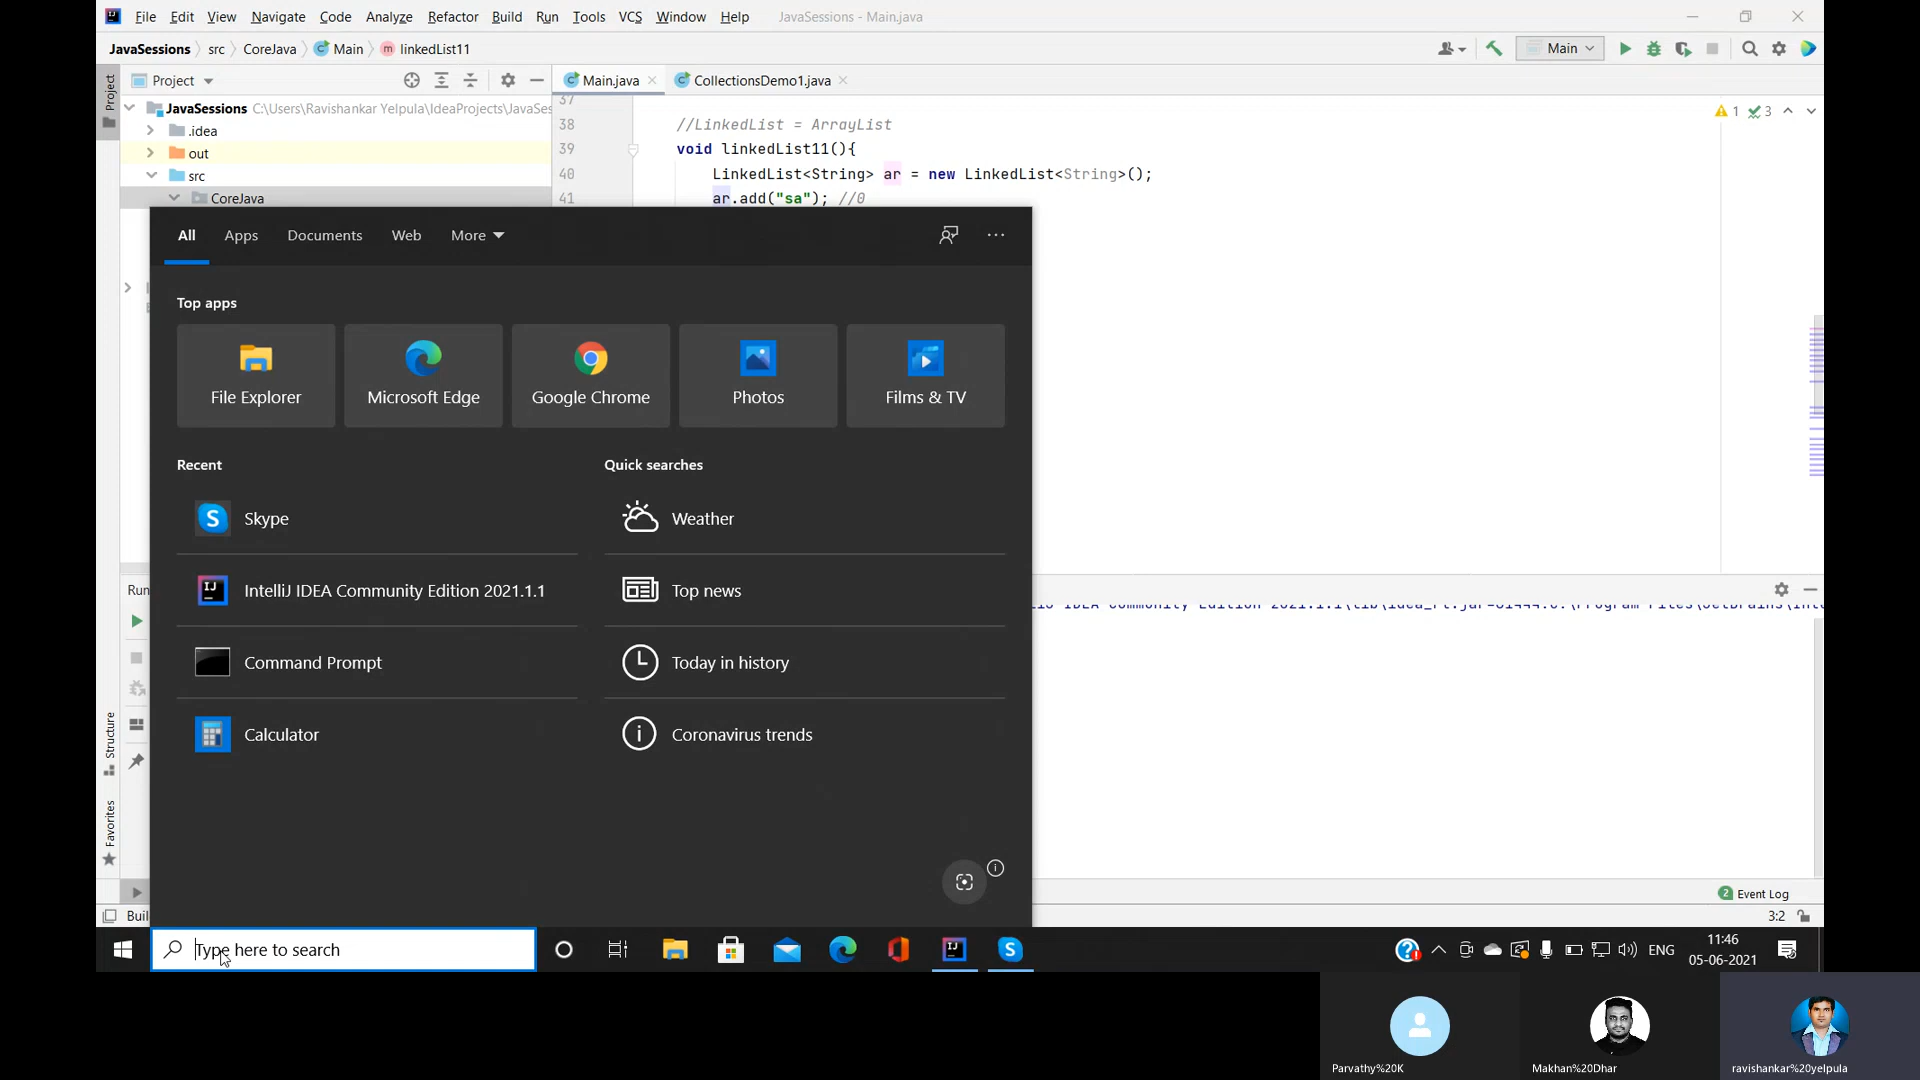 File Edit View Navigate Code Analyze Refactor Build Run Tools VCS Window Help JavaSessions - Main.java
JavaSessions src CoreJava Main linkedList11 Main
Project Main.java CollectionsDemo1.java
JavaSessions C:\Users\Ravishankar Yelpula\IdeaProjects\JavaSes
.idea
out
src
CoreJava
Project
37
38 //LinkedList = ArrayList
39 void linkedList11(){
40 LinkedList<String> ar = new LinkedList<String>();
41 ar.add("sa"); //0
1 3
All Apps Documents Web More
Top apps
File Explorer Microsoft Edge Google Chrome Photos Films & TV
Recent Quick searches
Skype Weather
IntelliJ IDEA Community Edition 2021.1.1 Top news
Command Prompt Today in history
Calculator Coronavirus trends
Run
Structure
Favorites
2 Event Log
Buil 3:2
Type here to search
ENG 11:46
05-06-2021
Parvathy%20K Makhan%20Dhar ravishankar%20yelpula